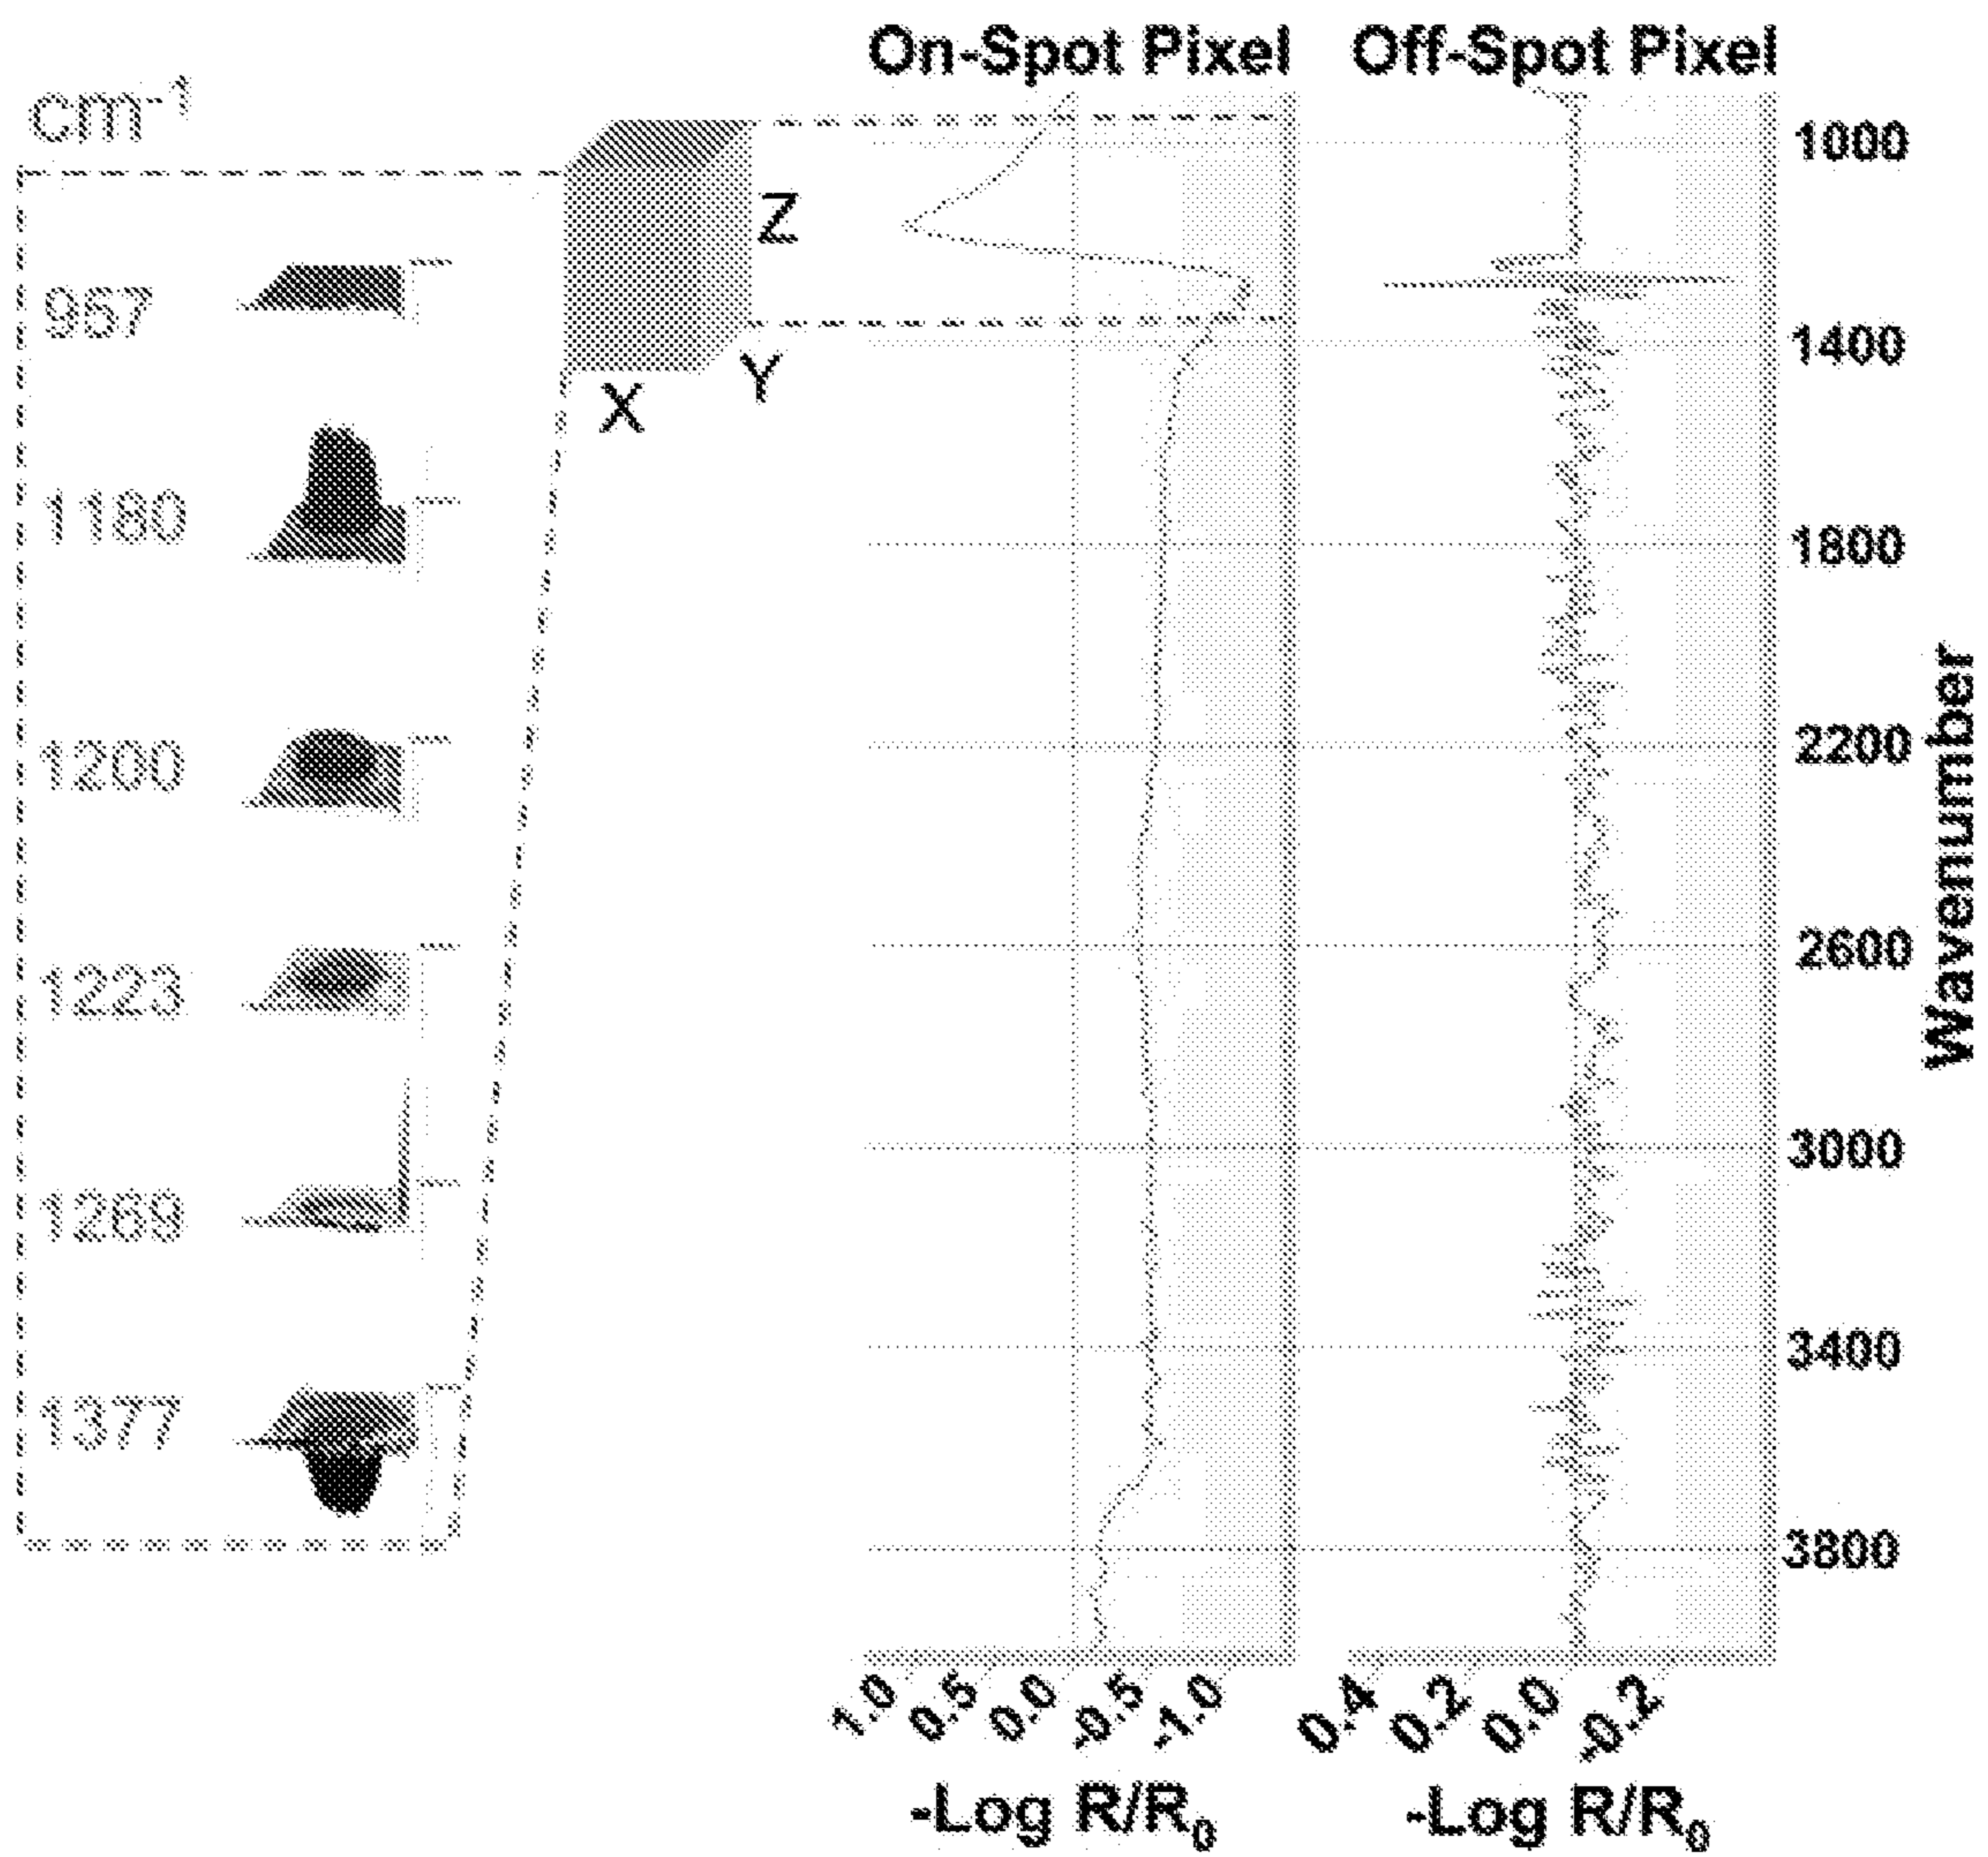 On-Spot Pixel
Off-Spot Pixel
cm-1
967
1180
1200
1223
1269
1377
Z
Y
X
1000
1400
1800
2200
2600
3000
3400
3800
Wavenumber
1.0
0.5
0.0
-0.5
-1.0
0.4
0.2
0.0
-0.2
-Log R/R0
-Log R/R0